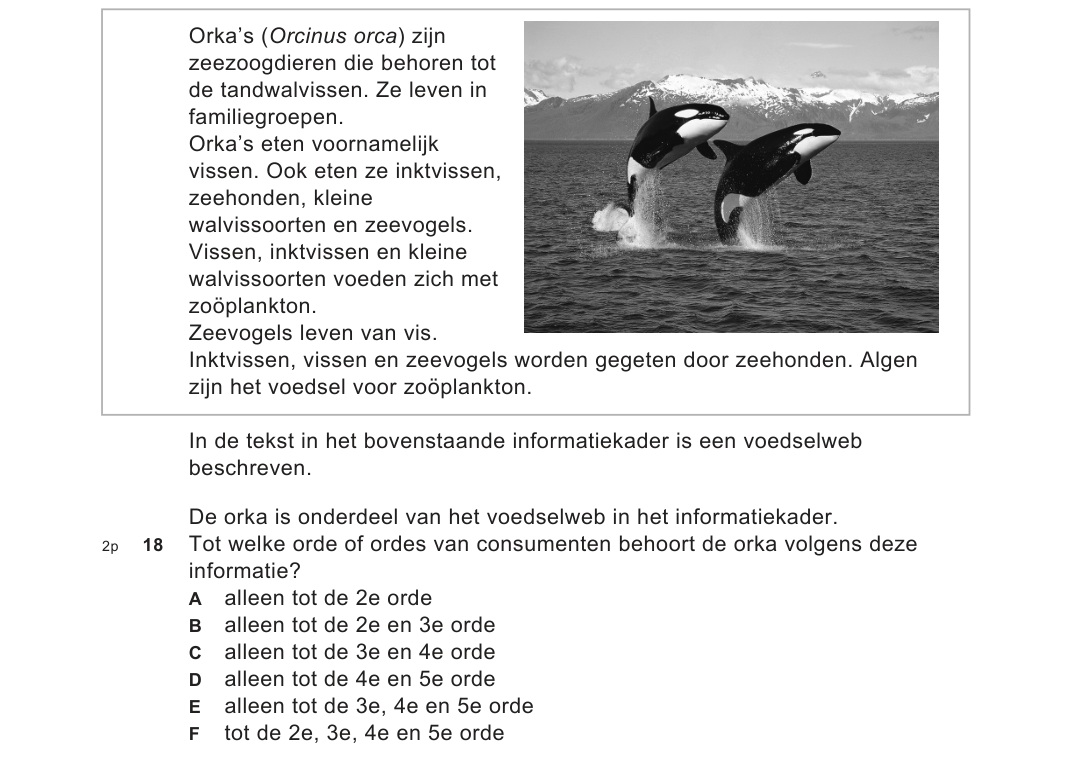 Orka's (Orcinus orca) zijn
zeezoogdieren die behoren tot
de tandwalvissen. Ze leven in
familiegroepen.
Orka's eten voornamelijk
vissen. Ook eten ze inktvissen,
zeehonden, kleine
walvissoorten en zeevogels.
Vissen, inktvissen en kleine
walvissoorten voeden zich met
zoöplankton.
Zeevogels leven van vis.
Inktvissen, vissen en zeevogels worden gegeten door zeehonden. Algen
zijn het voedsel voor zoöplankton.
In de tekst in het bovenstaande informatiekader is een voedselweb
beschreven.
De orka is onderdeel van het voedselweb in het informatiekader.
2p 18 Tot welke orde of ordes van consumenten behoort de orka volgens deze
informatie?
A alleen tot de 2e orde
B alleen tot de 2e en 3e orde
C alleen tot de 3e en 4e orde
D alleen tot de 4e en 5e orde
E alleen tot de 3e, 4e en 5e orde
F tot de 2e, 3e, 4e en 5e orde